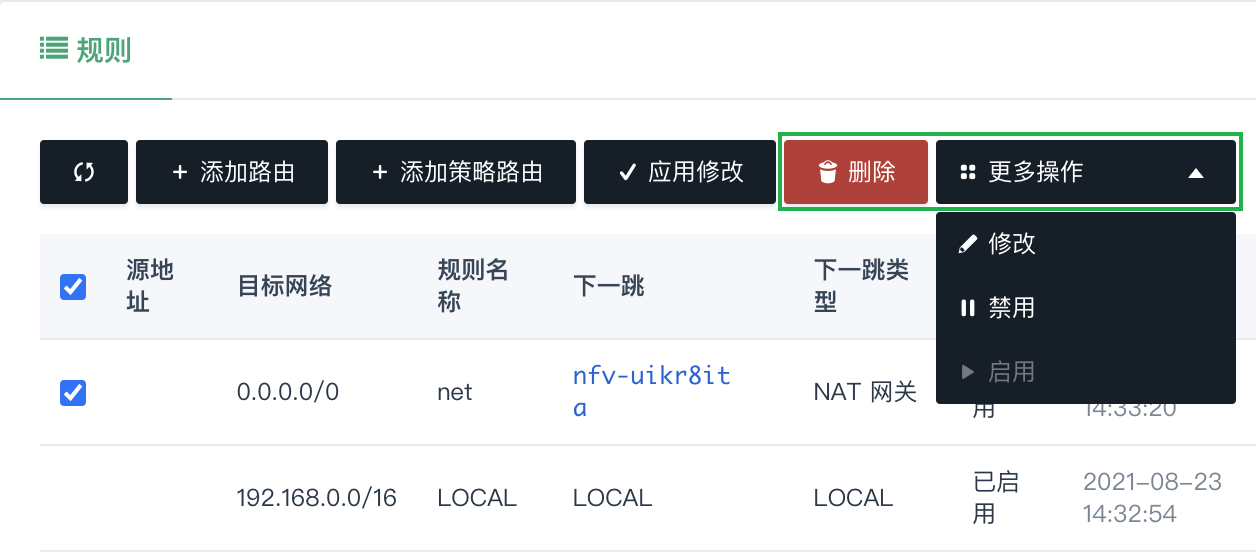 规则
添加路由
添加策略路由
应用修改
删除
更多操作
修改
禁用
启用
源地
址
目标网络
规则名
称
下一跳
下一跳类
型
0.0.0.0/0
net
nfv-uikr8it
a
NAT 网关
用
14:33:20
192.168.0.0/16
LOCAL
LOCAL
LOCAL
已启
用
2021-08-23
14:32:54